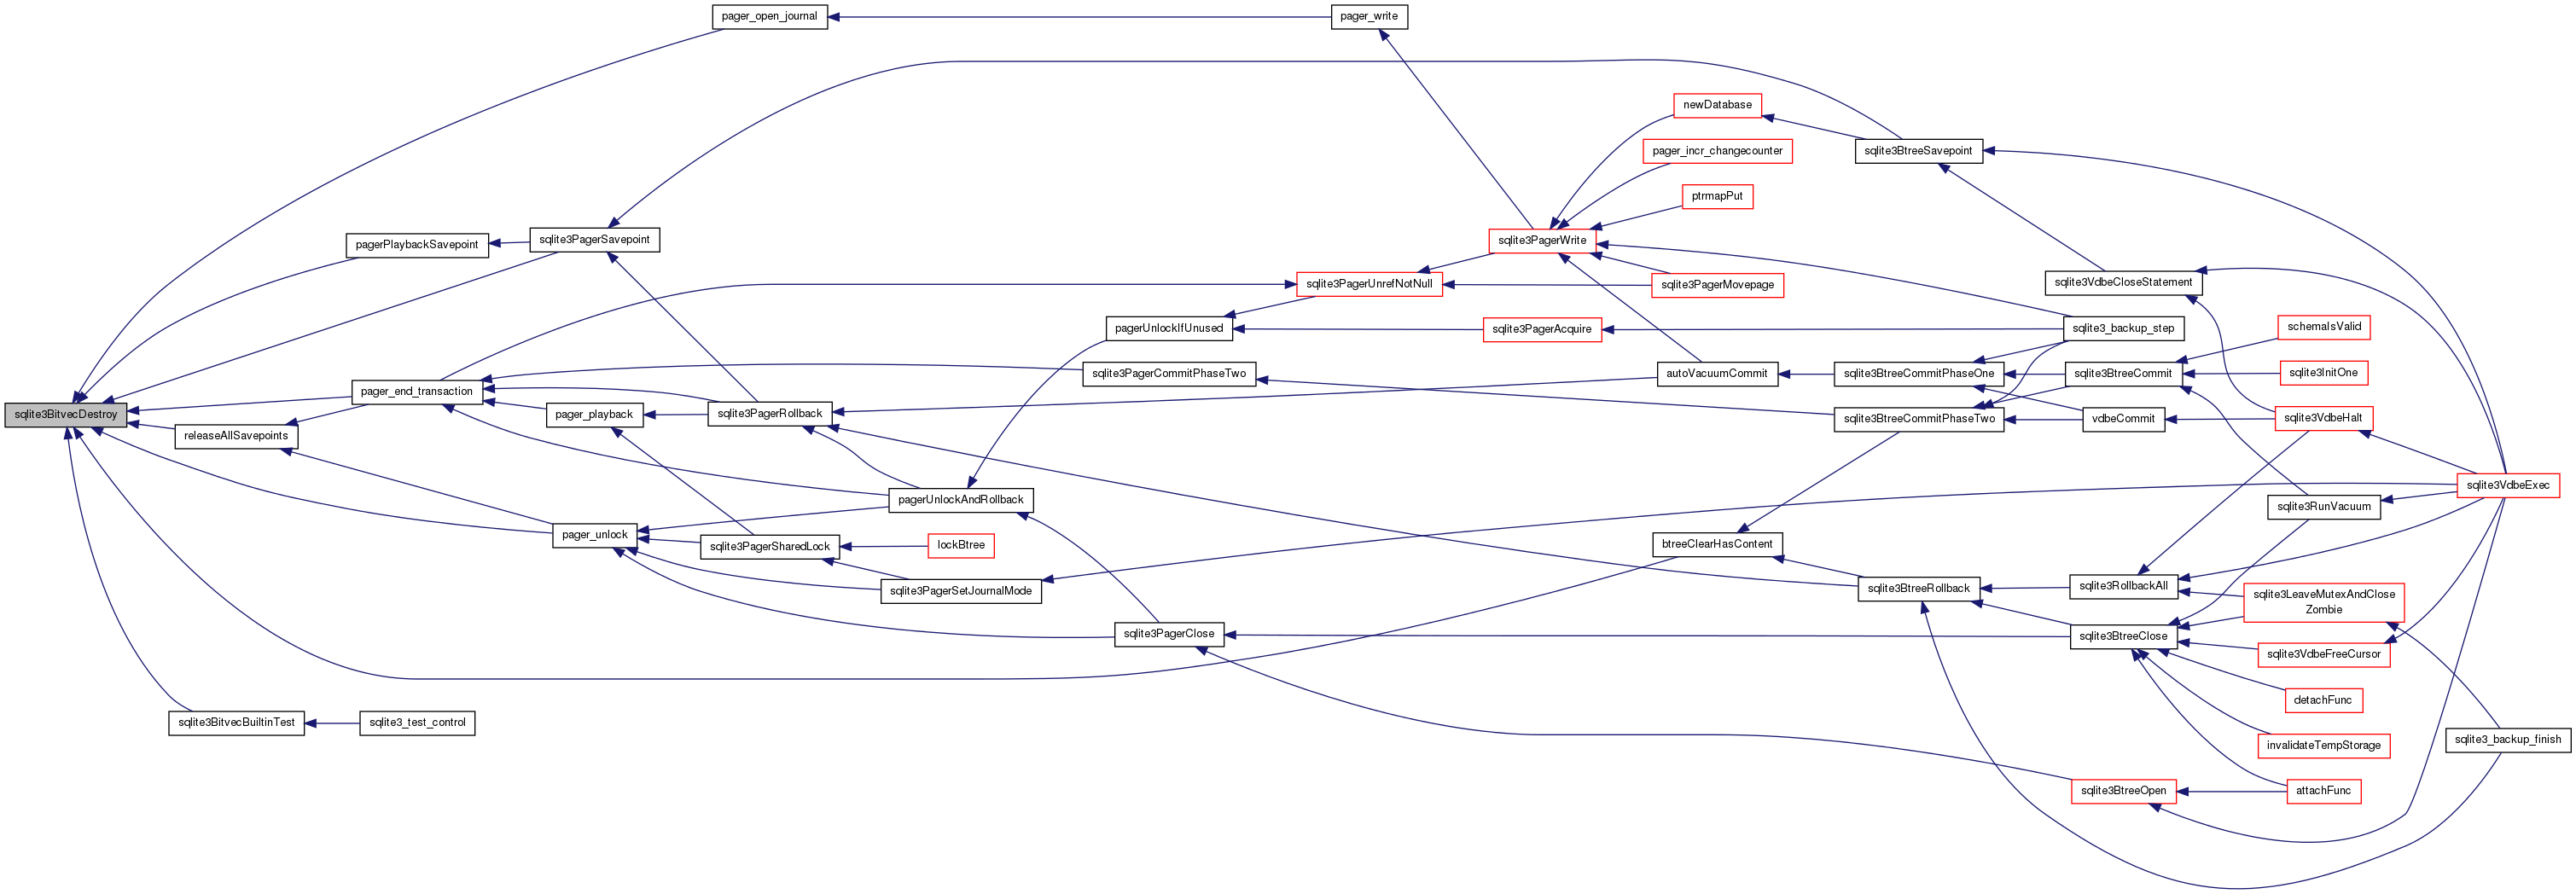 pager_open_journal
pager_write
newDatabase
pager_incr_changecounter
sqlite3BtreeSavepoint
ptrmapPut
sqlite3PagerSavepoint
pagerPlaybackSavepoint
sqlite3PagerWrite
sqlite3PagerUnrefNotNull
sqlite3PagerMovepage
sqlite3VdbeCloseStatement
pagerUnlockIfUnused
sqlite3PagerAcquire
sqlite3_backup_step
schemaIsValid
sqlite3PagerCommitPhaseTwo
autoVacuumCommit
sqlite3BtreeCommitPhaseOne
sqlite3BtreeCommit
sqlite3InitOne
pager_end_transaction
sqlite3BitvecDestroy
pager_playback
sqlite3PagerRollback
sqlite3BtreeCommitPhaseTwo
vdbeCommit
sqlite3VdbeHalt
releaseAllSavepoints
sqlite3VdbeExec
pagerUnlockAndRollback
sqlite3RunVacuum
pager_unlock
sqlite3PagerSharedLock
lockBtree
btreeClearHasContent
sqlite3PagerSetJournalMode
sqlite3BtreeRollback
sqlite3RollbackAll
sqlite3LeaveMutexAndClose
Zombie
sqlite3PagerClose
sqlite3BtreeClose
sqlite3VdbeFreeCursor
detachFunc
sqlite3BitvecBuiltinTest
sqlite3_test_control
invalidateTempStorage
sqlite3_backup_finish
sqlite3BtreeOpen
attachFunc